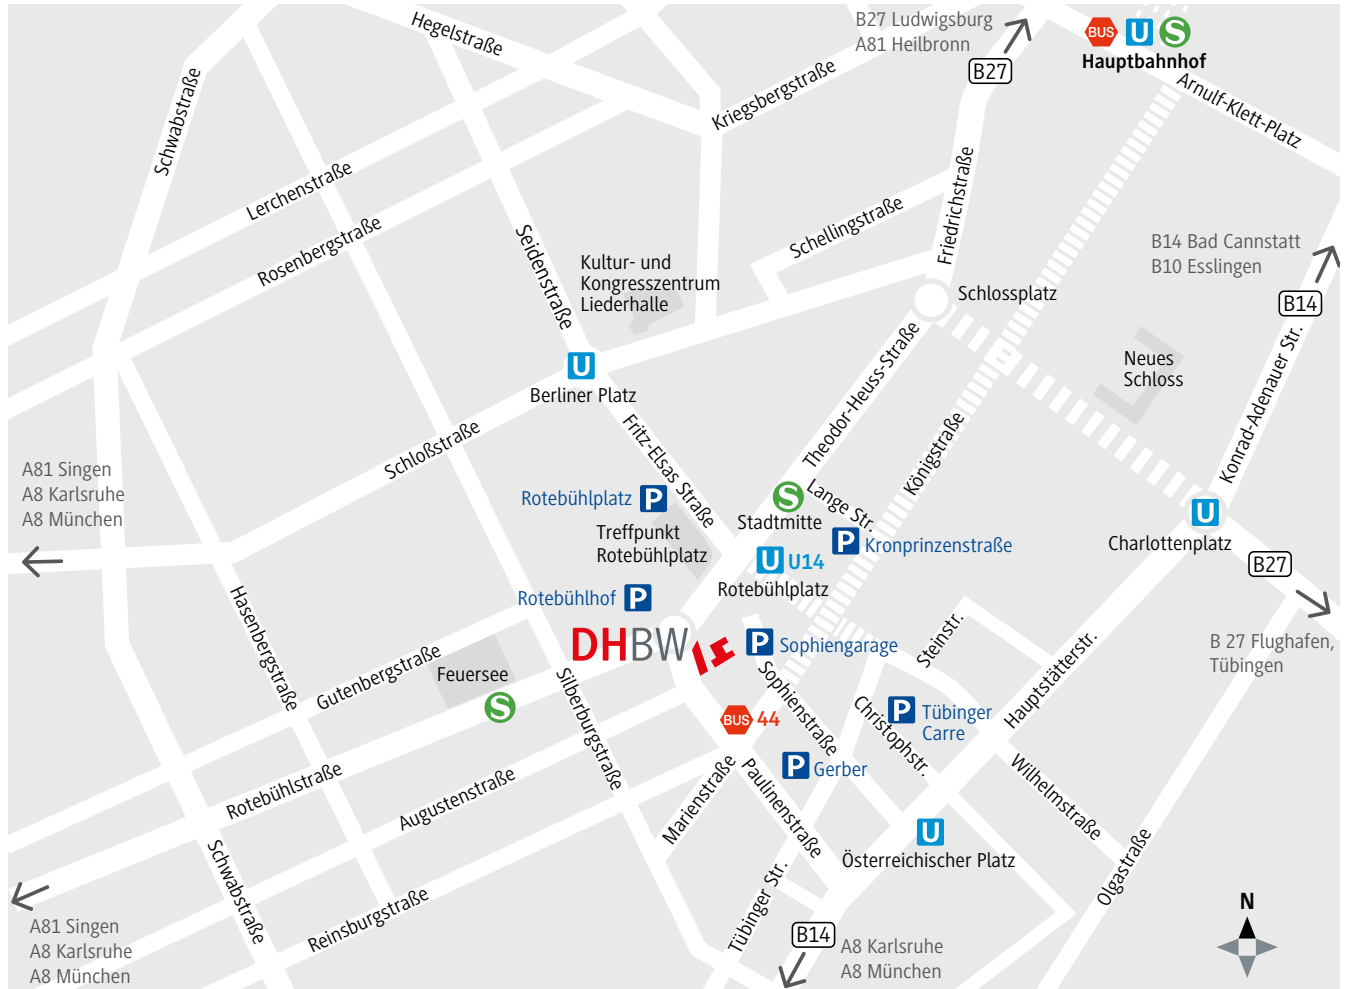 B27 Ludwigsburg
A81 Heilbronn
BUS U S
Hauptbahnhof
B27
Hegelstraße
Kriegsbergstraße
Arnulf-Klett-Platz
Schwabstraße
Lerchenstraße
Rosenbergstraße
Seidenstraße
Schellingstraße
Friedrichstraße
Kultur- und
Kongresszentrum
Liederhalle
B14 Bad Cannstatt
B10 Esslingen
B14
Schlossplatz
Neues
Schloss
Konrad-Adenauer Str.
U
Berliner Platz
Theodor-Heuss-Straße
Königstraße
Schloßstraße
Fritz-Elsas Straße
A81 Singen
A8 Karlsruhe
A8 München
Rotebühlplatz P
Treffpunkt
Rotebühlplatz
S
Stadtmitte
Lange Str.
P Kronprinzenstraße
U U14
Rotebühlplatz
U
Charlottenplatz
B27
B 27 Flughafen,
Tübingen
Rotebühlhof P
DHBW
P Sophiengarage
Steinstr.
Hauptstätterstr.
Hasenbergstraße
Gutenbergstraße
Feuersee
S
Silberburgstraße
BUS 44
Sophienstraße
Christophstr.
P Tübinger
Carre
P Gerber
Wilhelmstraße
Rotebühlstraße
Augustenstraße
Marienstraße
Paulinenstraße
U
Österreichischer Platz
Olgastraße
Schwabstraße
Reinsburgstraße
Tübinger Str.
A81 Singen
A8 Karlsruhe
A8 München
B14
A8 Karlsruhe
A8 München
N